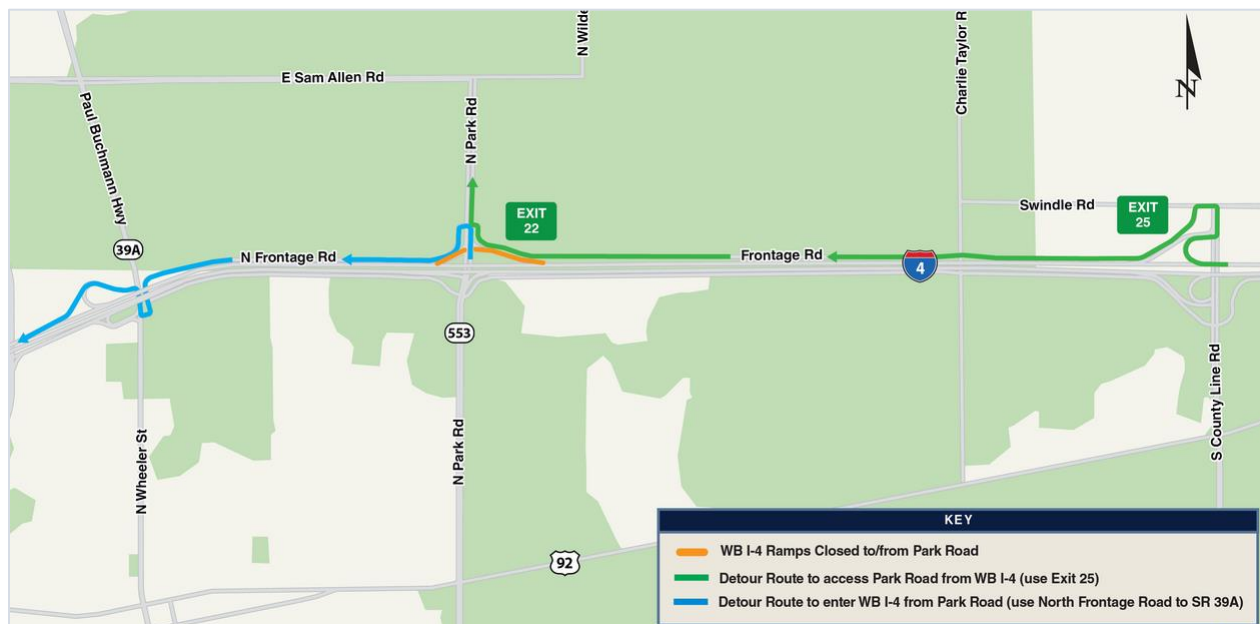 N Wilde
Charlie Taylor R
E Sam Allen Rd
Paul Buchmann Hwy
N Park Rd
N
Swindle Rd
EXIT
25
EXIT
22
39A
N Frontage Rd
Frontage Rd
4
553
S County Line Rd
N Wheeler St
N Park Rd
92
KEY
WB I-4 Ramps Closed to/from Park Road
Detour Route to access Park Road from WB I-4 (use Exit 25)
Detour Route to enter WB I-4 from Park Road (use North Frontage Road to SR 39A)